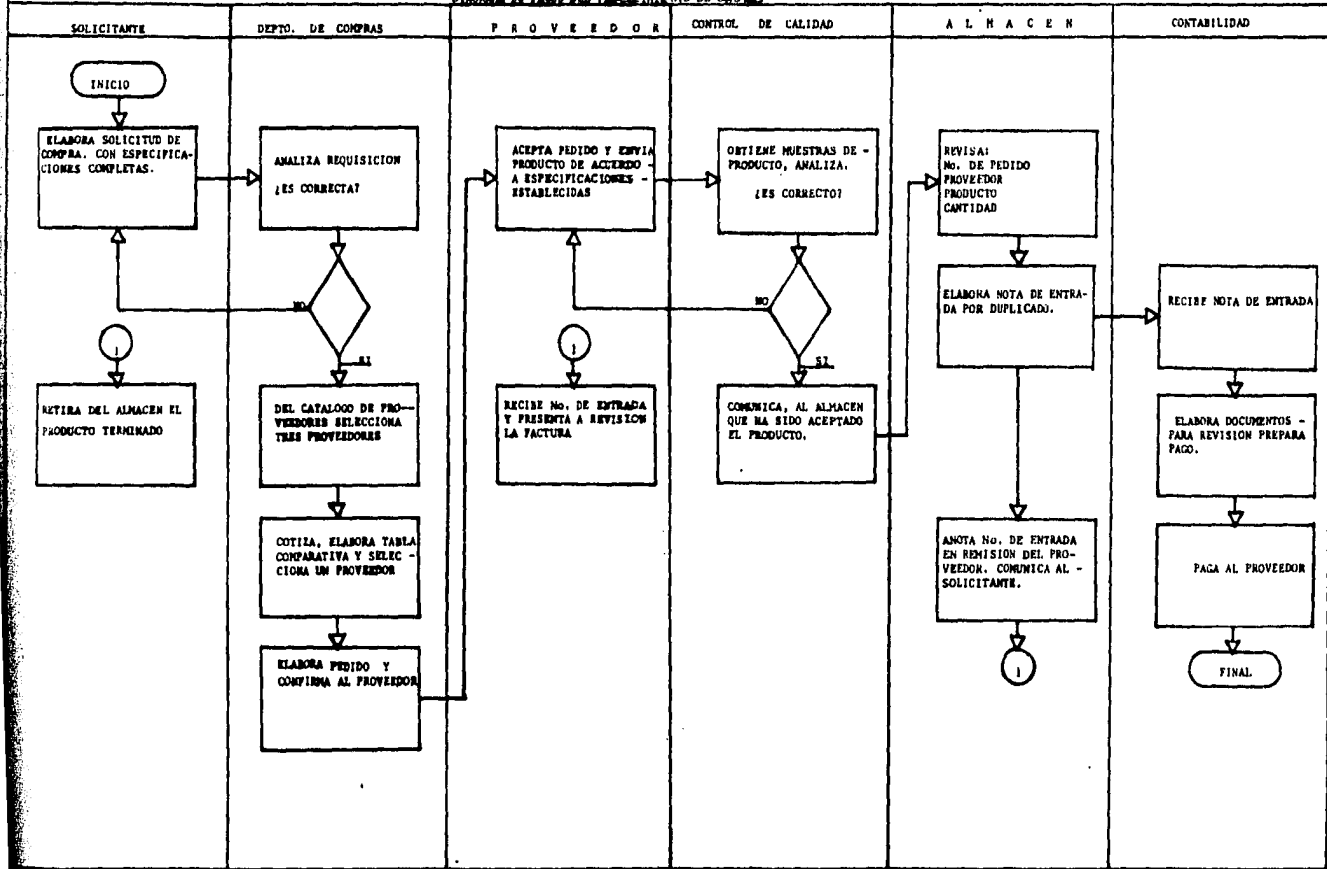 SOLICITANTE
DEPTO. DE COMPRAS
P R O V E E D O R
CONTROL DE CALIDAD
A L M A C E N
CONTABILIDAD
INICIO
ELABORA SOLICITUD DE
COMPRA. CON ESPECIFICA-
CIONES COMPLETAS.
ANALIZA REQUISICION
¿ES CORRECTA?
ACEPTA PEDIDO Y ENVIA
PRODUCTO DE ACUERDO -
A ESPECIFICACIONES -
ESTABLECIDAS
OBTIENE MUESTRAS DE -
PRODUCTO, ANALIZA.
¿ES CORRECTO?
REVISA:
No. DE PEDIDO
PROVEEDOR
PRODUCTO
CANTIDAD
NO
SI
NO
SI
ELABORA NOTA DE ENTRA-
DA POR DUPLICADO.
RECIBE NOTA DE ENTRADA
1
RETIRA DEL ALMACEN EL
PRODUCTO TERMINADO
DEL CATALOGO DE PRO--
VEEDORES SELECCIONA
TRES PROVEEDORES
1
RECIBE No. DE ENTRADA
Y PRESENTA A REVISION
LA FACTURA
COMUNICA, AL ALMACEN
QUE HA SIDO ACEPTADO
EL PRODUCTO.
ELABORA DOCUMENTOS -
PARA REVISION PREPARA
PAGO.
COTIZA, ELABORA TABLA
COMPARATIVA Y SELEC -
CIONA UN PROVEEDOR
ANOTA No. DE ENTRADA
EN REMISION DEL PRO-
VEEDOR. COMUNICA AL -
SOLICITANTE.
PAGA AL PROVEEDOR
ELABORA PEDIDO Y
CONFIRMA AL PROVEEDOR
1
FINAL